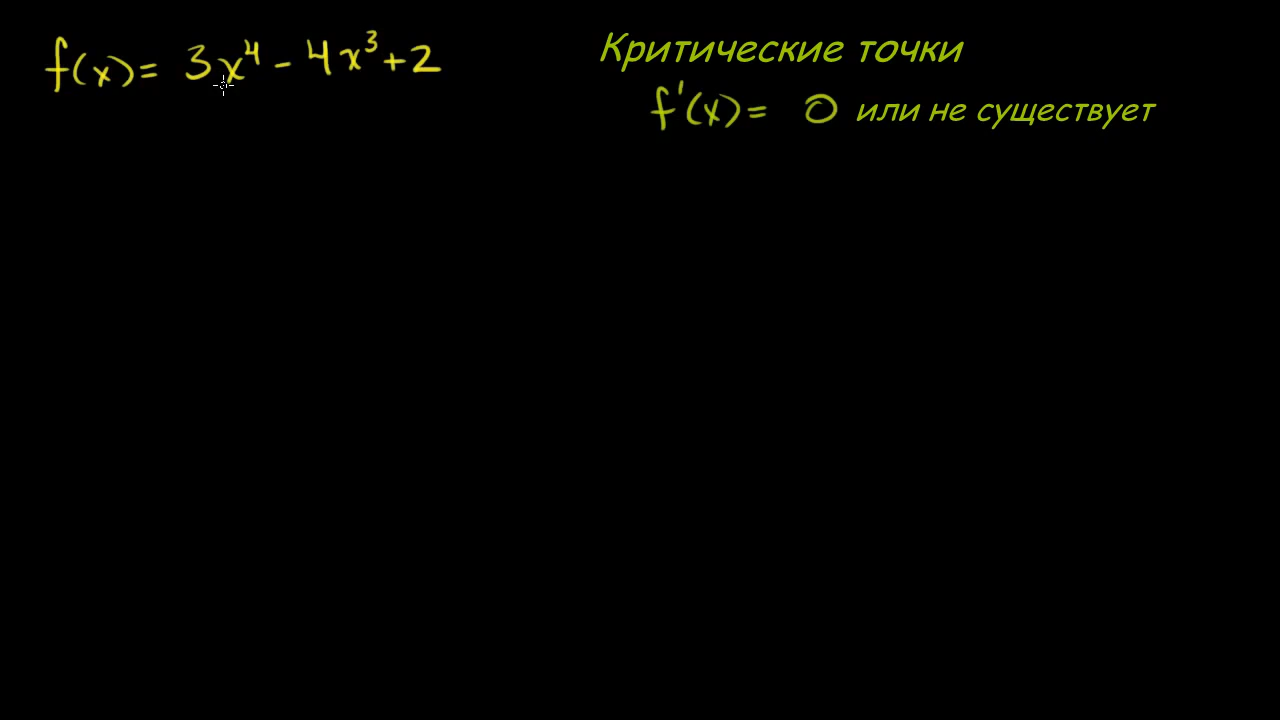 f(x) = 3x⁴ - 4x³ + 2
Критические точки
f'(x) = 0 или не существует